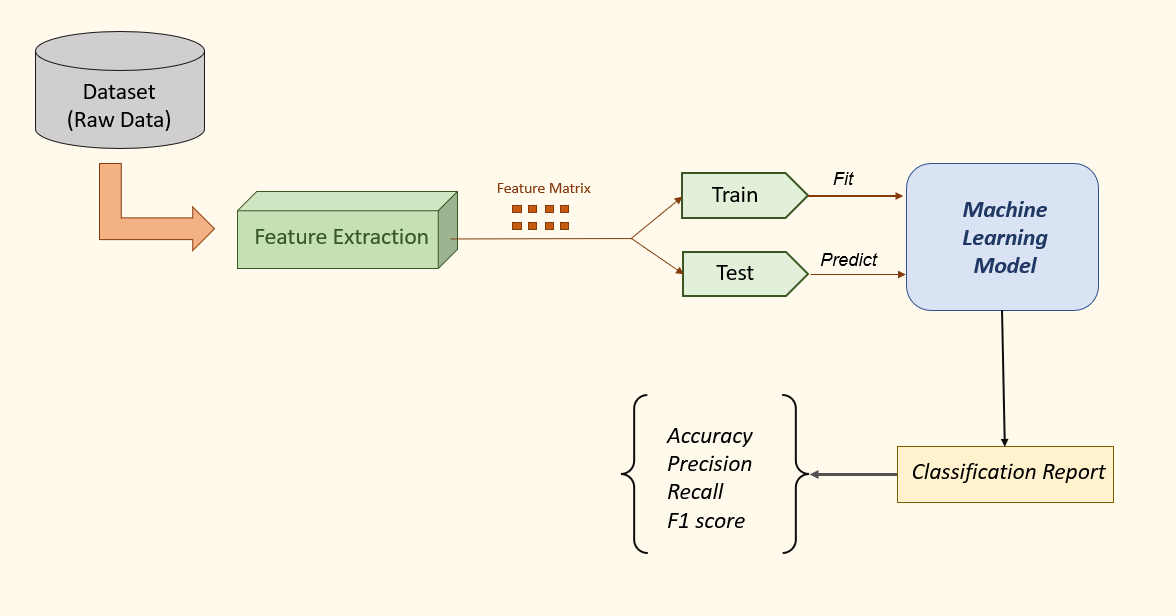 Dataset
(Raw Data)
Feature Extraction
Feature Matrix
Train
Fit
Test
Predict
Machine
Learning
Model
Classification Report
Accuracy
Precision
Recall
F1 score